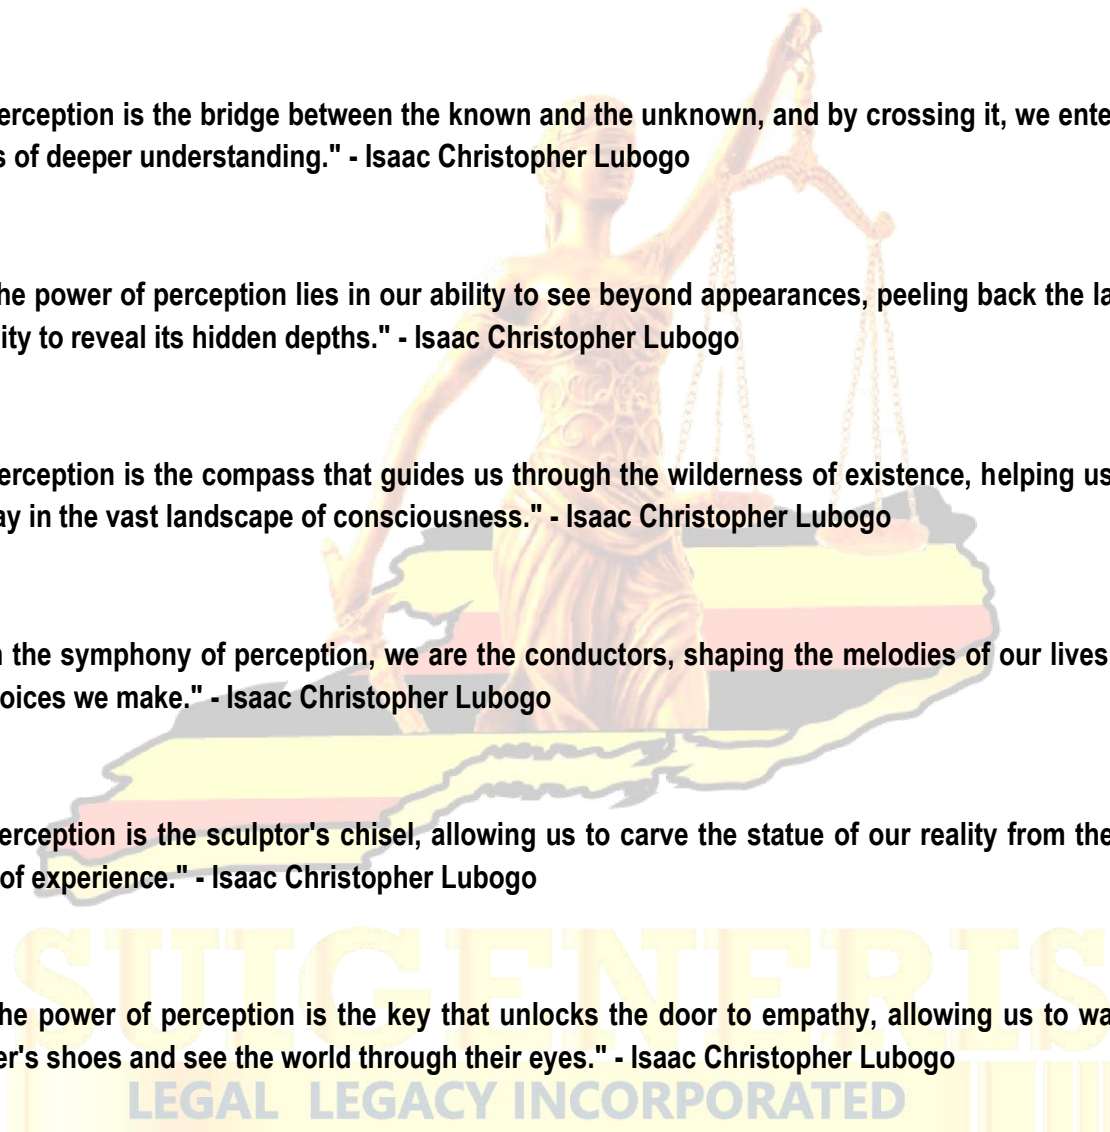 erception is the bridge between the known and the unknown, and by crossing it, we ente
s of deeper understanding." - Isaac Christopher Lubogo
he power of perception lies in our ability to see beyond appearances, peeling back the la
ity to reveal its hidden depths." - Isaac Christopher Lubogo
erception is the compass that guides us through the wilderness of existence, helping us
ay in the vast landscape of consciousness." - Isaac Christopher Lubogo
n the symphony of perception, we are the conductors, shaping the melodies of our lives
oices we make." - Isaac Christopher Lubogo
erception is the sculptor's chisel, allowing us to carve the statue of our reality from the
of experience." - Isaac Christopher Lubogo
SUIGENERIS
he power of perception is the key that unlocks the door to empathy, allowing us to wa
er's shoes and see the world through their eyes." - Isaac Christopher Lubogo
LEGAL LEGACY INCORPORATED